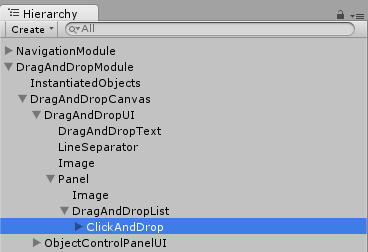 Hierarchy
Create All
NavigationModule
DragAndDropModule
InstantiatedObjects
DragAndDropCanvas
DragAndDropUI
DragAndDropText
LineSeparator
Image
Panel
Image
DragAndDropList
ClickAndDrop
ObjectControlPanelUI